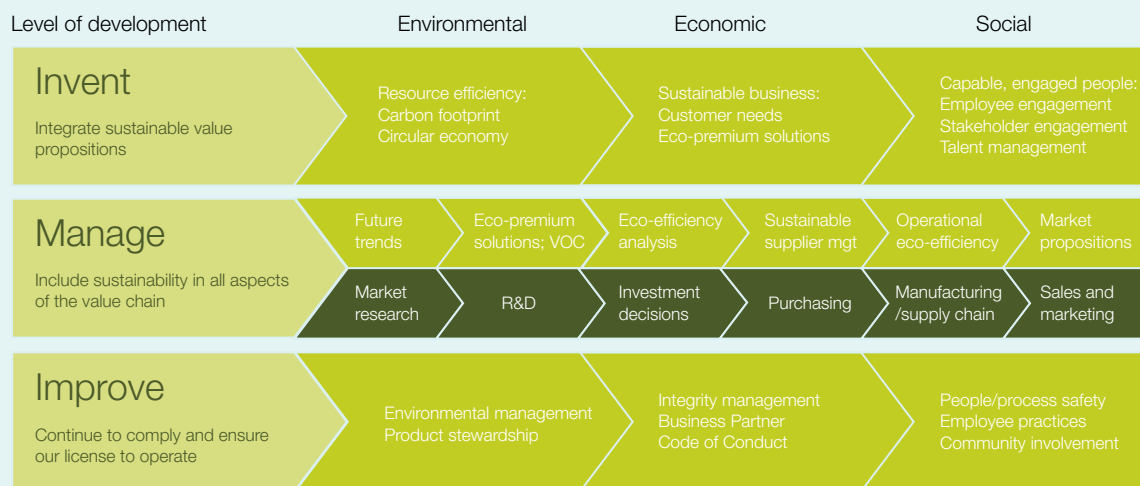 Level of development
Environmental
Economic
Social
Invent
Integrate sustainable value
propositions
Resource efficiency:
Carbon footprint
Circular economy
Sustainable business:
Customer needs
Eco-premium solutions
Capable, engaged people:
Employee engagement
Stakeholder engagement
Talent management
Manage
Include sustainability in all aspects
of the value chain
Future
trends
Eco-premium
solutions; VOC
Eco-efficiency
analysis
Sustainable
supplier mgt
Operational
eco-efficiency
Market
propositions
Market
research
R&D
Investment
decisions
Purchasing
Manufacturing
/supply chain
Sales and
marketing
Improve
Continue to comply and ensure
our license to operate
Environmental management
Product stewardship
Integrity management
Business Partner
Code of Conduct
People/process safety
Employee practices
Community involvement